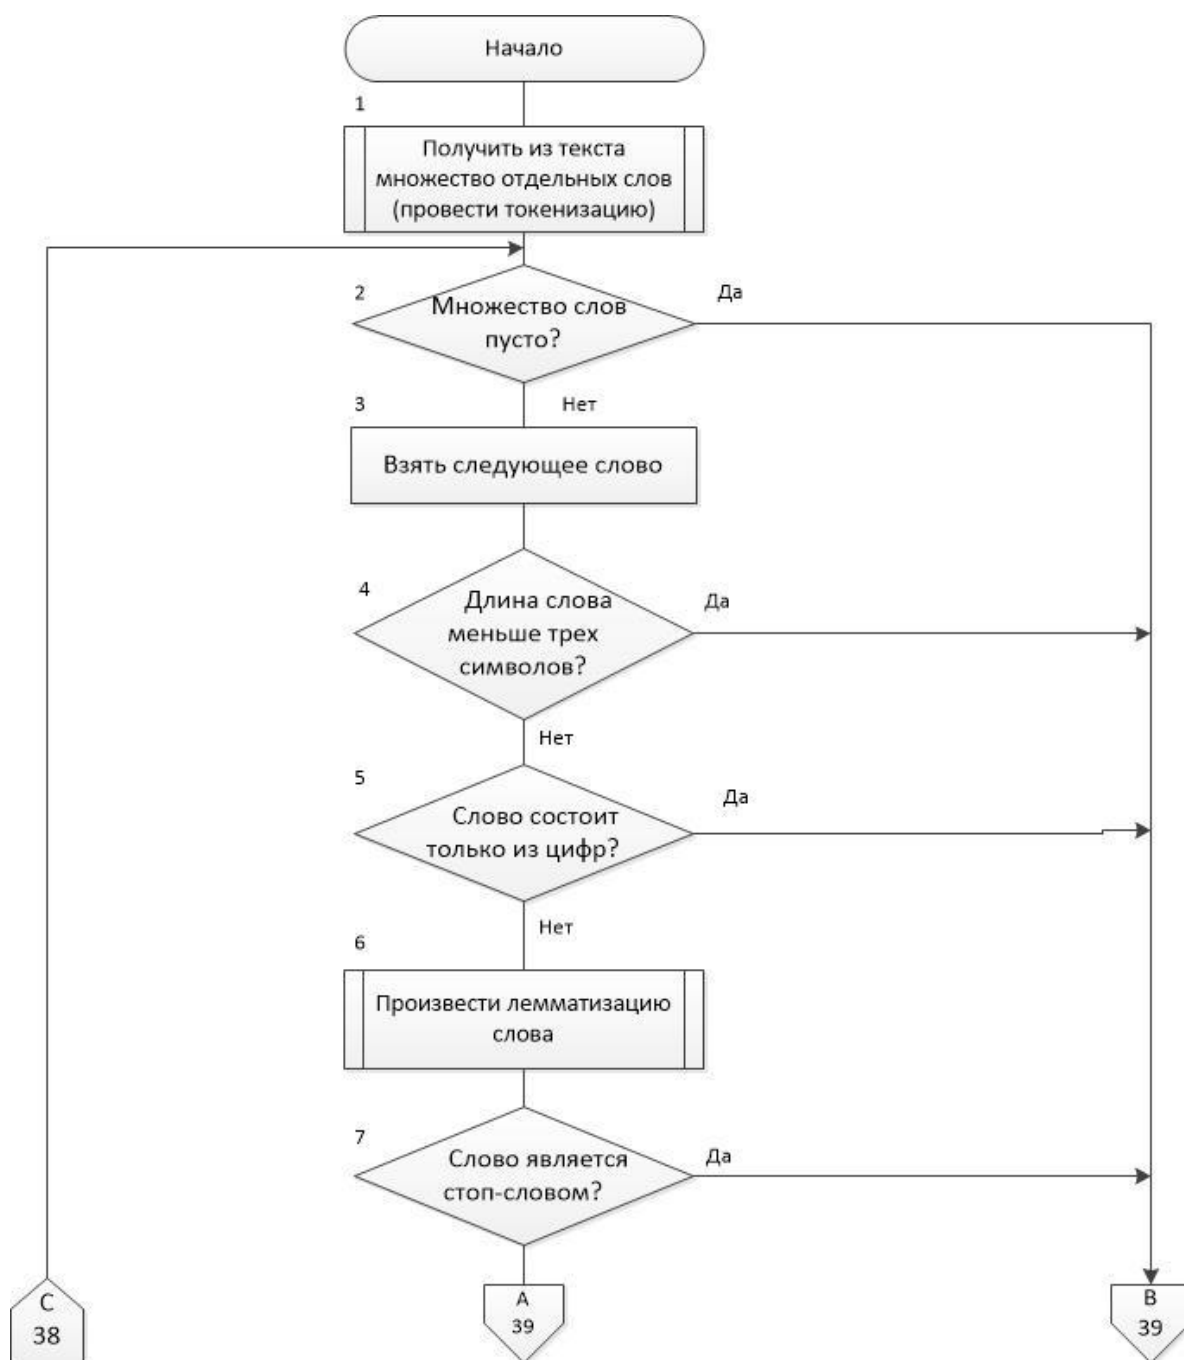 Начало
1
Получить из текста
множество отдельных слов
(провести токенизацию)
2
Множество слов
пусто?
Да
3
Нет
Взять следующее слово
4
Длина слова
меньше трех
символов?
Да
Нет
5
Слово состоит
только из цифр?
Да
Нет
6
Произвести лемматизацию
слова
7
Слово является
стоп-словом?
Да
C
38
A
39
B
39